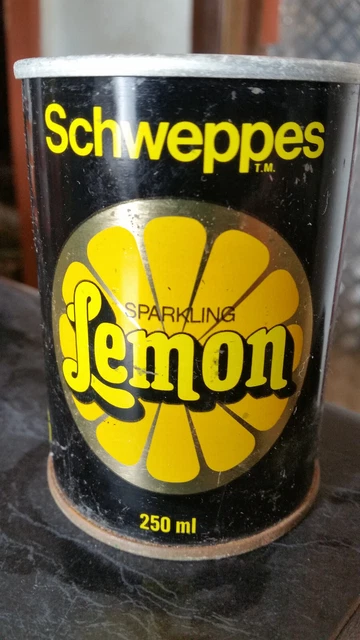 Schweppes
T.M.
SPARKLING
Lemon
250 ml